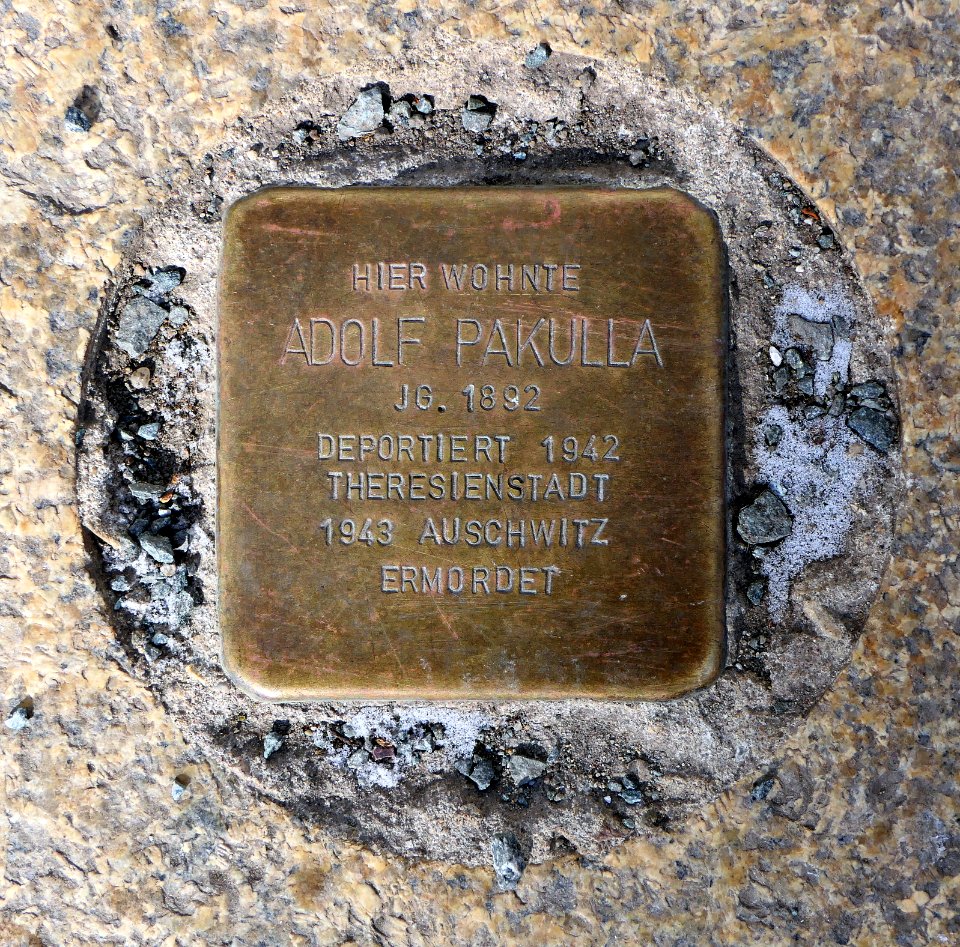 HIER WOHNTE
ADOLF PAKULLA
JG. 1892
DEPORTIERT 1942
THERESIENSTADT
1943 AUSCHWITZ
ERMORDET